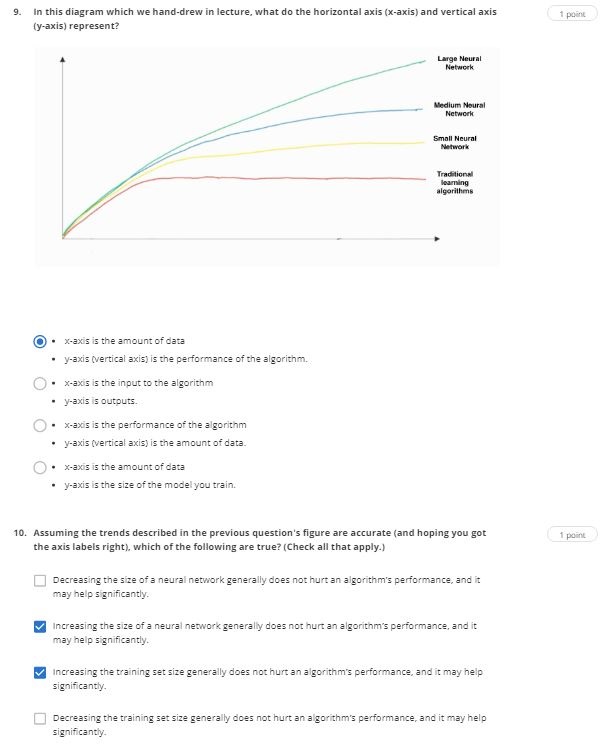 9. In this diagram which we hand-drew in lecture, what do the horizontal axis (x-axis) and vertical axis
(y-axis) represent?
1 point
Large Neural
Network
Medium Neural
Network
Small Neural
Network
Traditional
learning
algorithms
• x-axis is the amount of data
• y-axis (vertical axis) is the performance of the algorithm.
• x-axis is the input to the algorithm
• y-axis is outputs.
• x-axis is the performance of the algorithm
• y-axis (vertical axis) is the amount of data.
• x-axis is the amount of data
• y-axis is the size of the model you train.
10. Assuming the trends described in the previous question's figure are accurate (and hoping you got
the axis labels right), which of the following are true? (Check all that apply.)
1 point
Decreasing the size of a neural network generally does not hurt an algorithm's performance, and it
may help significantly.
Increasing the size of a neural network generally does not hurt an algorithm's performance, and it
may help significantly.
Increasing the training set size generally does not hurt an algorithm's performance, and it may help
significantly.
Decreasing the training set size generally does not hurt an algorithm's performance, and it may help
significantly.